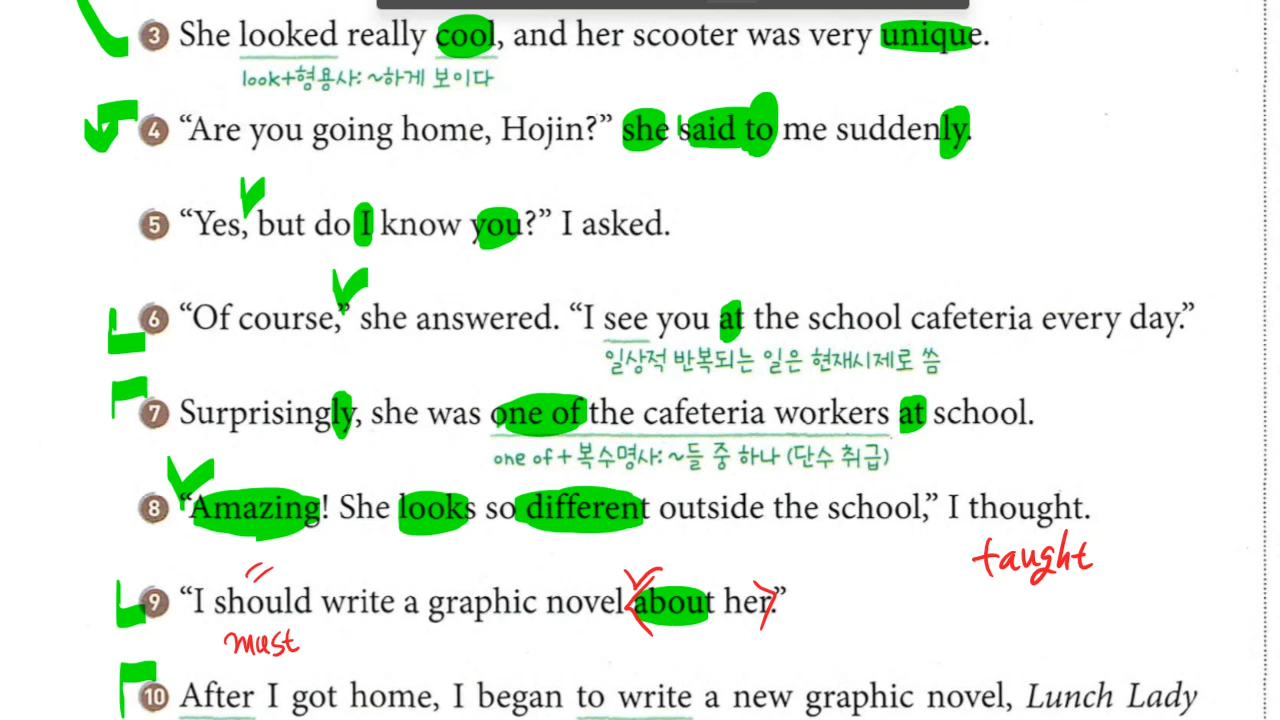 ③ She looked really cool, and her scooter was very unique.
look+형용사: ~하게 보이다
④ “Are you going home, Hojin?” she said to me suddenly.
⑤ “Yes, but do I know you?” I asked.
⑥ “Of course,” she answered. “I see you at the school cafeteria every day.”
일상적 반복되는 일은 현재시제로 씀
⑦ Surprisingly, she was one of the cafeteria workers at school.
one of + 복수명사: ~들 중 하나 (단수 취급)
⑧ “Amazing! She looks so different outside the school,” I thought.
taught
⑨ “I should write a graphic novel about her.”
must
⑩ After I got home, I began to write a new graphic novel, Lunch Lady